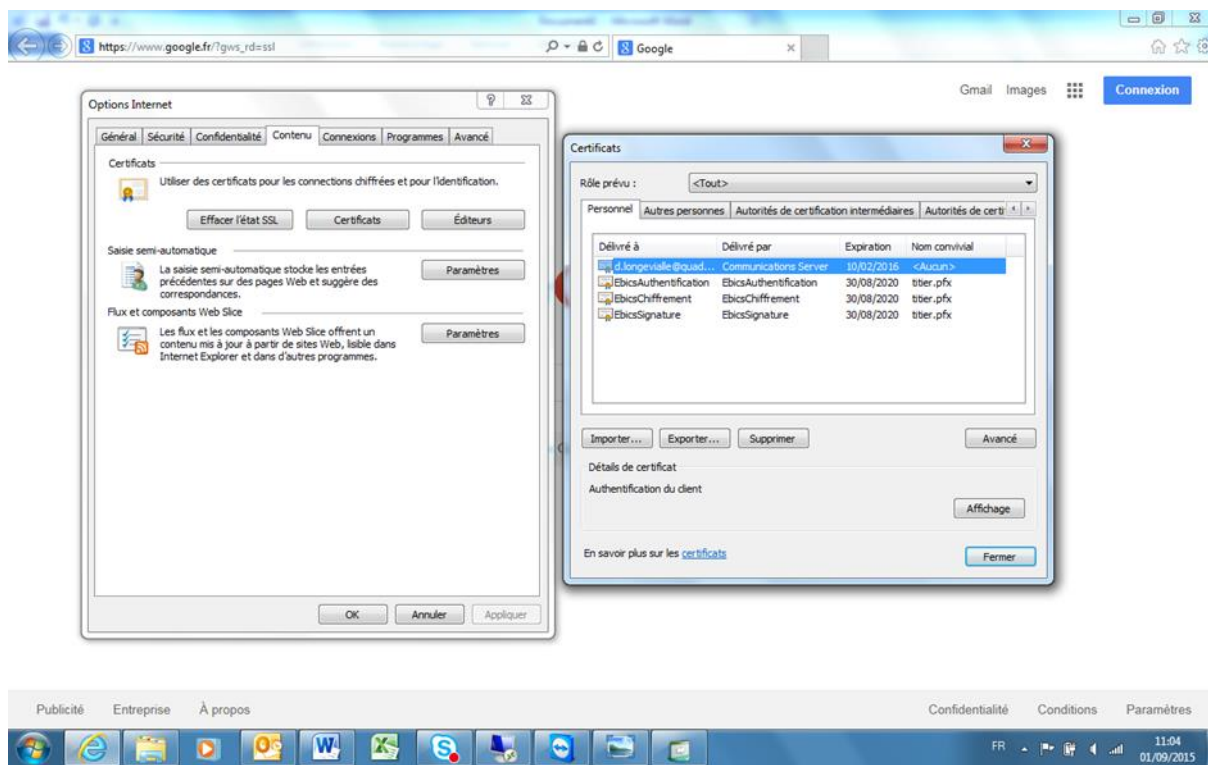 https://www.google.fr/?gws_rd=ssl
Google
Gmail Images Connexion
Options Internet
Général Sécurité Confidentialité Contenu Connexions Programmes Avancé
Certificats
Utiliser des certificats pour les connections chiffrées et pour l'identification.
Effacer l'état SSL Certificats Éditeurs
Saisie semi-automatique
La saisie semi-automatique stocke les entrées
précédentes sur des pages Web et suggère des
correspondances.
Paramètres
Flux et composants Web Slice
Les flux et les composants Web Slice offrent un
contenu mis à jour à partir de sites Web, lisible dans
Internet Explorer et dans d'autres programmes.
Paramètres
OK Annuler Appliquer
Certificats
Rôle prévu : <Tout>
Personnel Autres personnes Autorités de certification intermédiaires Autorités de certi
Délivré à Délivré par Expiration Nom convivial
d.longevialle@quad... Communications Server 10/02/2016 <Aucun>
EbicsAuthentification EbicsAuthentification 30/08/2020 titier.pfx
EbicsChiffrement EbicsChiffrement 30/08/2020 titier.pfx
EbicsSignature EbicsSignature 30/08/2020 titier.pfx
Importer... Exporter... Supprimer Avancé
Détails de certificat
Authentification du client
Affichage
En savoir plus sur les certificats
Fermer
Publicité Entreprise À propos Confidentialité Conditions Paramètres
FR 11:04
01/09/2015